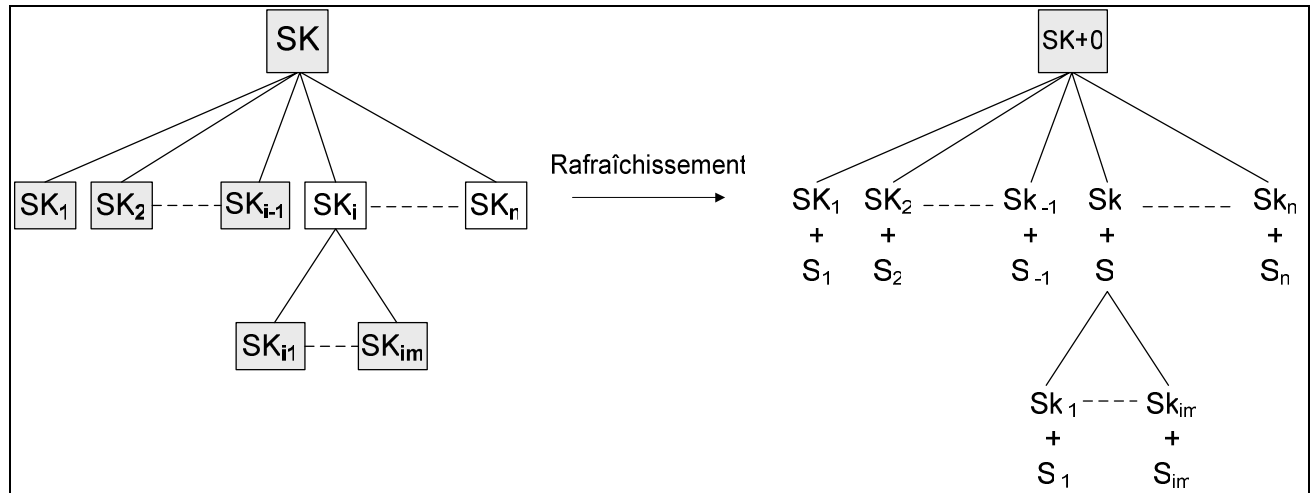 SK
SK+0
Rafraîchissement
SK₁ SK₂ SKᵢ₋₁ SKᵢ SKₙ
SK₁ SK₂ Sk₋₁ Sk Skₙ
+ + + + +
S₁ S₂ S₋₁ S Sₙ
SKᵢ₁ SKᵢₘ
Sk₁ Skᵢₘ
+ +
S₁ Sᵢₘ